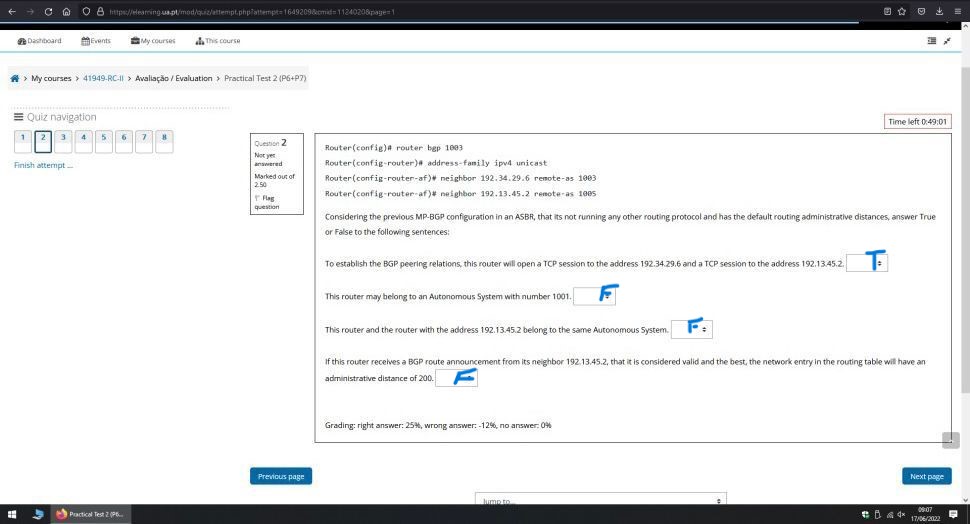 https://elearning.ua.pt/mod/quiz/attempt.php?attempt=1649209&cmid=1124020&page=1
Dashboard Events My courses This course
> My courses > 41949-RC-II > Avaliação / Evaluation > Practical Test 2 (P6+P7)
Quiz navigation
1 2 3 4 5 6 7 8
Finish attempt ...
Time left 0:49:01
Question 2
Not yet
answered
Marked out of
2.50
Flag
question
Router(config)# router bgp 1003
Router(config-router)# address-family ipv4 unicast
Router(config-router-af)# neighbor 192.34.29.6 remote-as 1003
Router(config-router-af)# neighbor 192.13.45.2 remote-as 1005
Considering the previous MP-BGP configuration in an ASBR, that its not running any other routing protocol and has the default routing administrative distances, answer True
or False to the following sentences:
To establish the BGP peering relations, this router will open a TCP session to the address 192.34.29.6 and a TCP session to the address 192.13.45.2. T
This router may belong to an Autonomous System with number 1001. F
This router and the router with the address 192.13.45.2 belong to the same Autonomous System. F
If this router receives a BGP route announcement from its neighbor 192.13.45.2, that it is considered valid and the best, the network entry in the routing table will have an
administrative distance of 200. F
Grading: right answer: 25%, wrong answer: -12%, no answer: 0%
Previous page
Next page
Jump to...
Practical Test 2 (P6...
09:07
17/06/2022